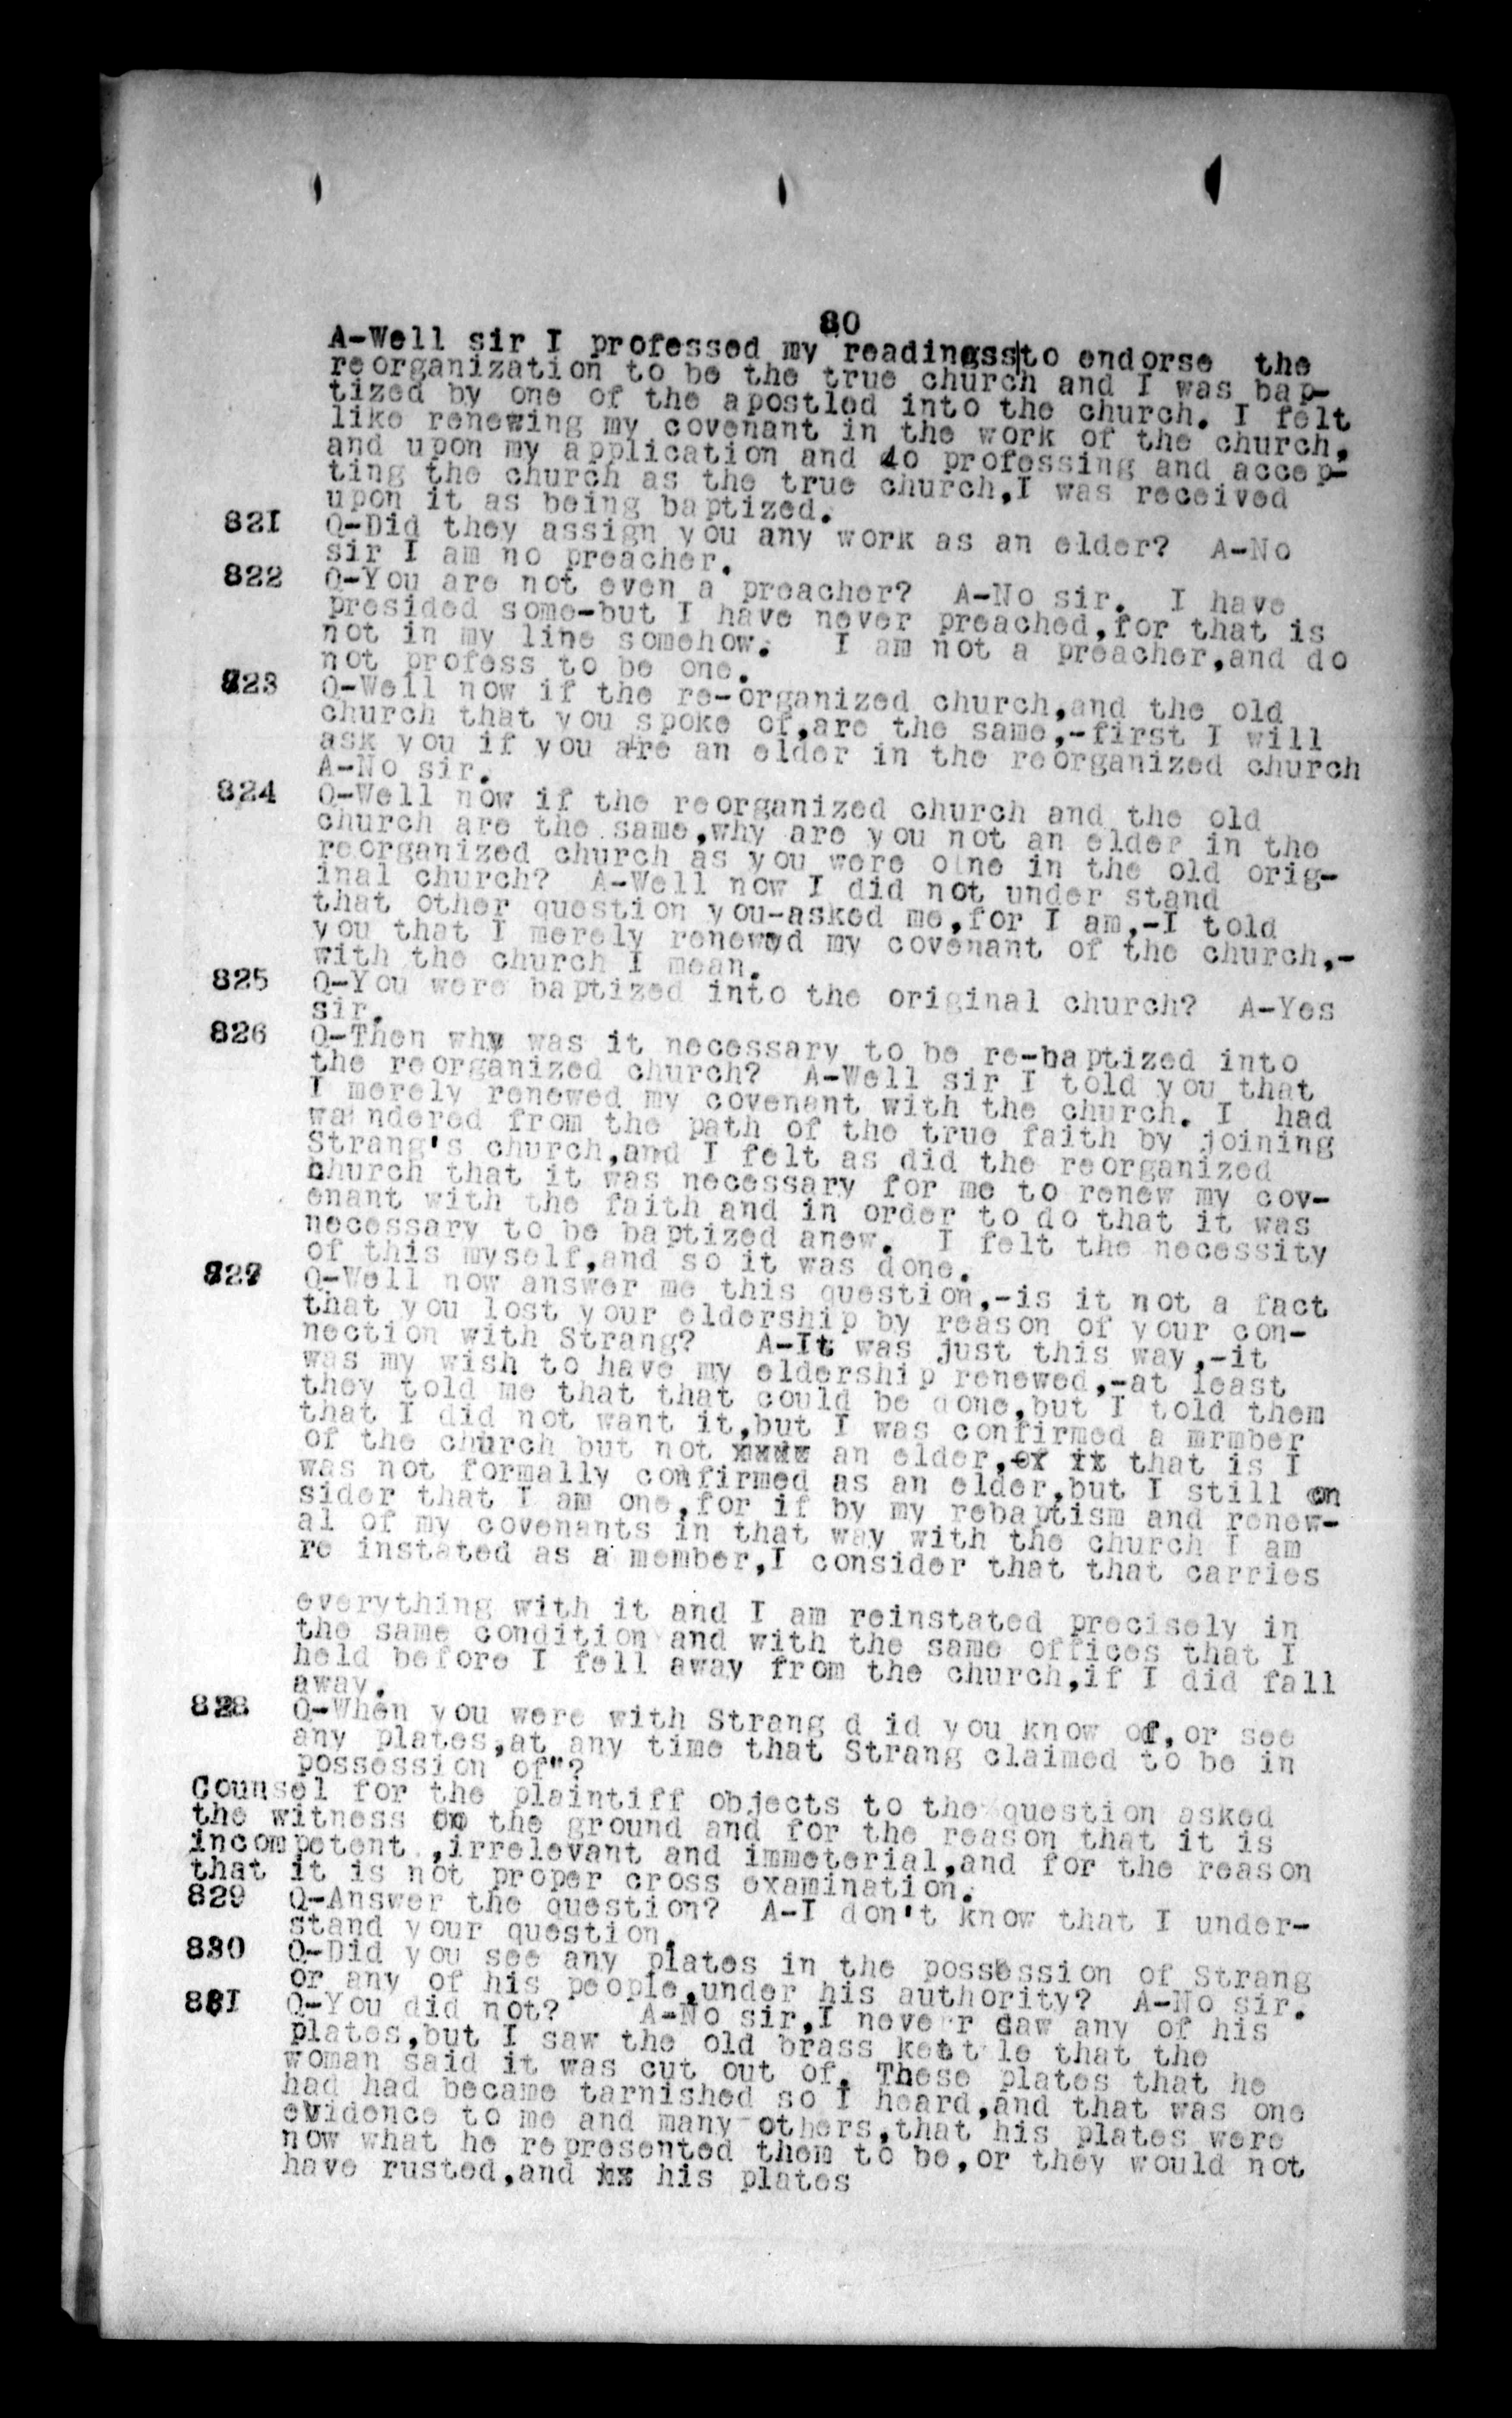 80
A-Well sir I professed my readingss to endorse the
reorganization to be the true church and I was bap-
tized by one of the apostled into the church. I felt
like renewing my covenant in the work of the church,
and upon my application and do professing and accep-
ting the church as the true church,I was received
upon it as being baptized.
821 Q-Did they assign you any work as an elder? A-No
sir I am no preacher.
822 Q-You are not even a preacher? A-No sir. I have
presided some-but I have never preached,for that is
not in my line somehow. I am not a preacher,and do
not profess to be one.
823 Q-Well now if the re-organized church,and the old
church that you spoke of,are the same,-first I will
ask you if you are an elder in the reorganized church
A-No sir.
824 Q-Well now if the reorganized church and the old
church are the same,why are you not an elder in the
reorganized church as you were one in the old orig-
inal church? A-Well now I did not under stand
that other question you-asked me,for I am,-I told
you that I merely renewed my covenant of the church,-
with the church I mean.
825 Q-You were baptized into the original church? A-Yes
sir.
826 Q-Then why was it necessary to be re-baptized into
the reorganized church? A-Well sir I told you that
I merely renewed my covenant with the church. I had
wandered from the path of the true faith by joining
Strang's church,and I felt as did the reorganized
church that it was necessary for me to renew my cov-
enant with the faith and in order to do that it was
necessary to be baptized anew. I felt the necessity
of this myself,and so it was done.
827 Q-Well now answer me this question,-is it not a fact
that you lost your eldership by reason of your con-
nection with Strang? A-It was just this way,-it
was my wish to have my eldership renewed,-at least
they told me that that could be done,but I told them
that I did not want it,but I was confirmed a mrmber
of the church but not an elder, that is I
was not formally confirmed as an elder,but I still on
sider that I am one,for if by my rebaptism and renew-
al of my covenants in that way with the church I am
re instated as a member,I consider that that carries
everything with it and I am reinstated precisely in
the same condition and with the same offices that I
held before I fell away from the church,if I did fall
away.
828 Q-When you were with Strang d id you know of,or see
any plates,at any time that Strang claimed to be in
possession of"?
Counsel for the plaintiff objects to the question asked
the witness on the ground and for the reason that it is
incompetent ,irrelevant and immeterial,and for the reason
that it is not proper cross examination.
829 Q-Answer the question? A-I don't know that I under-
stand your question.
830 Q-Did you see any plates in the possession of Strang
or any of his people,under his authority? A-No sir.
831 Q-You did not? A-No sir,I never daw any of his
plates,but I saw the old brass kettle that the
woman said it was cut out of. These plates that he
had had became tarnished so I heard,and that was one
evidence to me and many others,that his plates were
now what he represented them to be,or they would not
have rusted,and his plates